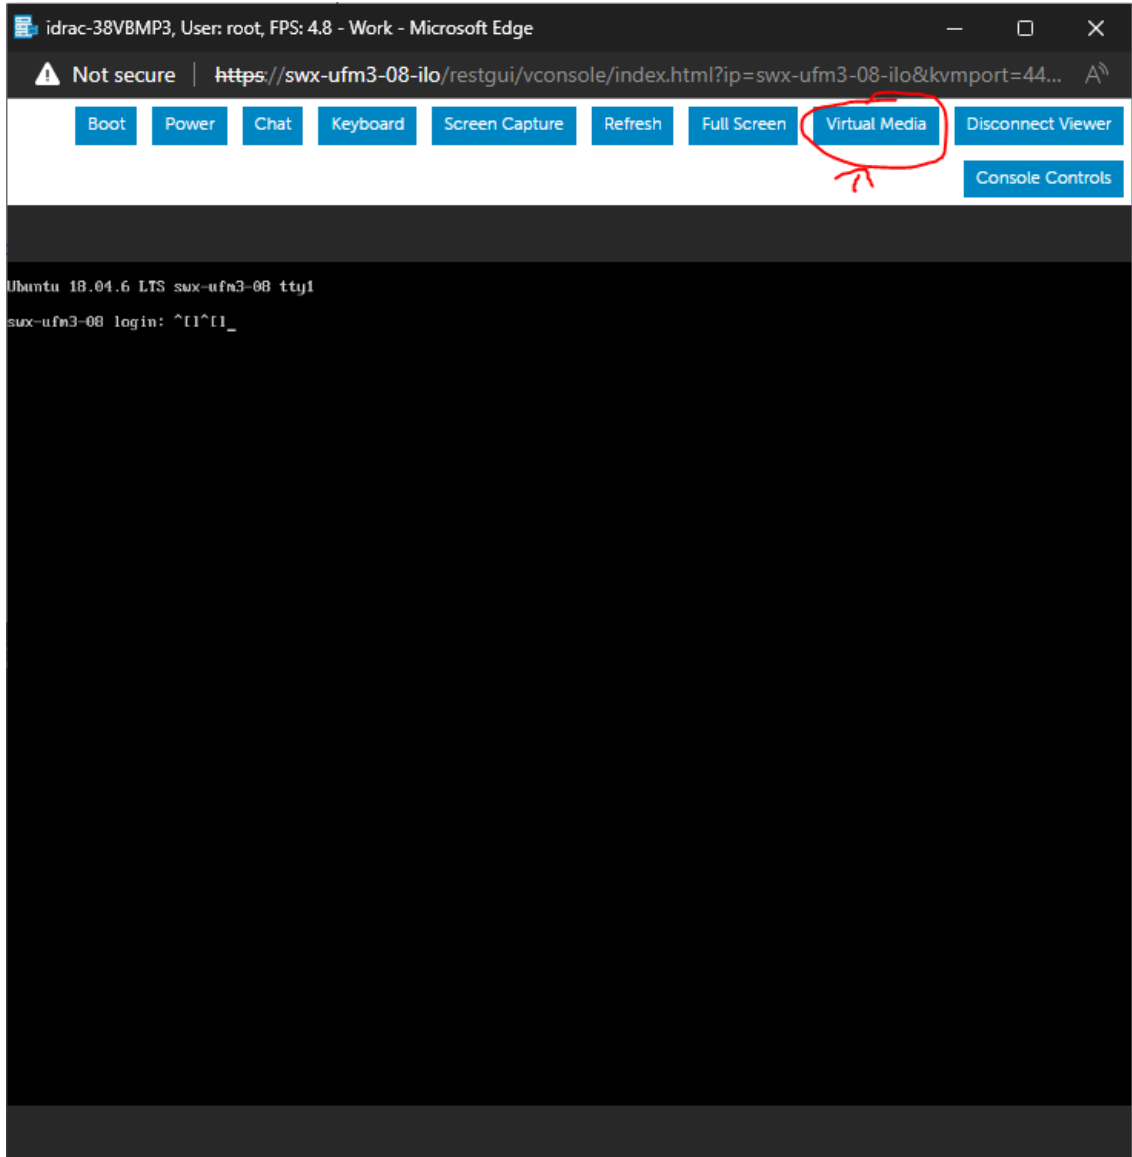 idrac-38VBMP3, User: root, FPS: 4.8 - Work - Microsoft Edge
Not secure | https://swx-ufm3-08-ilo/restgui/vconsole/index.html?ip=swx-ufm3-08-ilo&kvmport=44...
Boot Power Chat Keyboard Screen Capture Refresh Full Screen Virtual Media Disconnect Viewer
Console Controls
Ubuntu 18.04.6 LTS swx-ufm3-08 tty1
swx-ufm3-08 login: ^[]^[]_